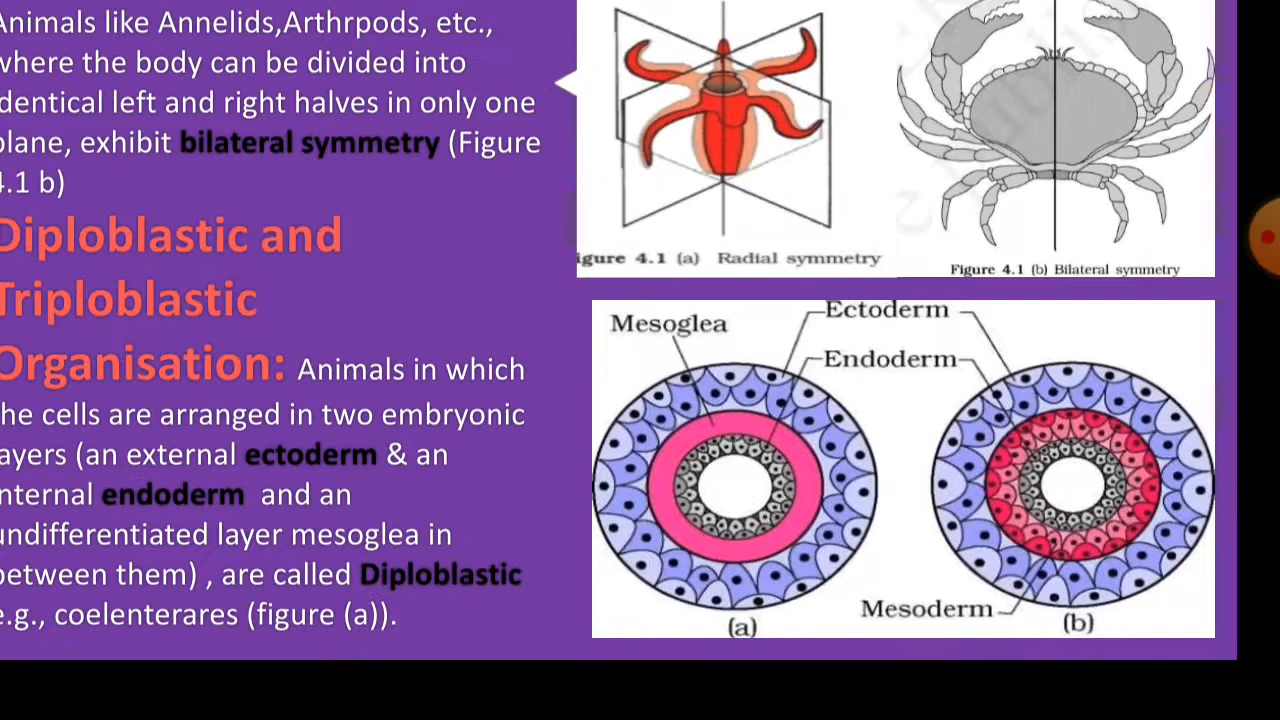 Animals like Annelids,Arthrpods, etc.,
where the body can be divided into
identical left and right halves in only one
plane, exhibit bilateral symmetry (Figure
4.1 b)
Diploblastic and
Triploblastic
Organisation: Animals in which
the cells are arranged in two embryonic
layers (an external ectoderm & an
internal endoderm and an
undifferentiated layer mesoglea in
between them) , are called Diploblastic
e.g., coelenterares (figure (a)).
igure 4.1 (a) Radial symmetry
Figure 4.1 (b) Bilateral symmetry
Ectoderm
Mesoglea
Endoderm
Mesoderm
(a)
(b)